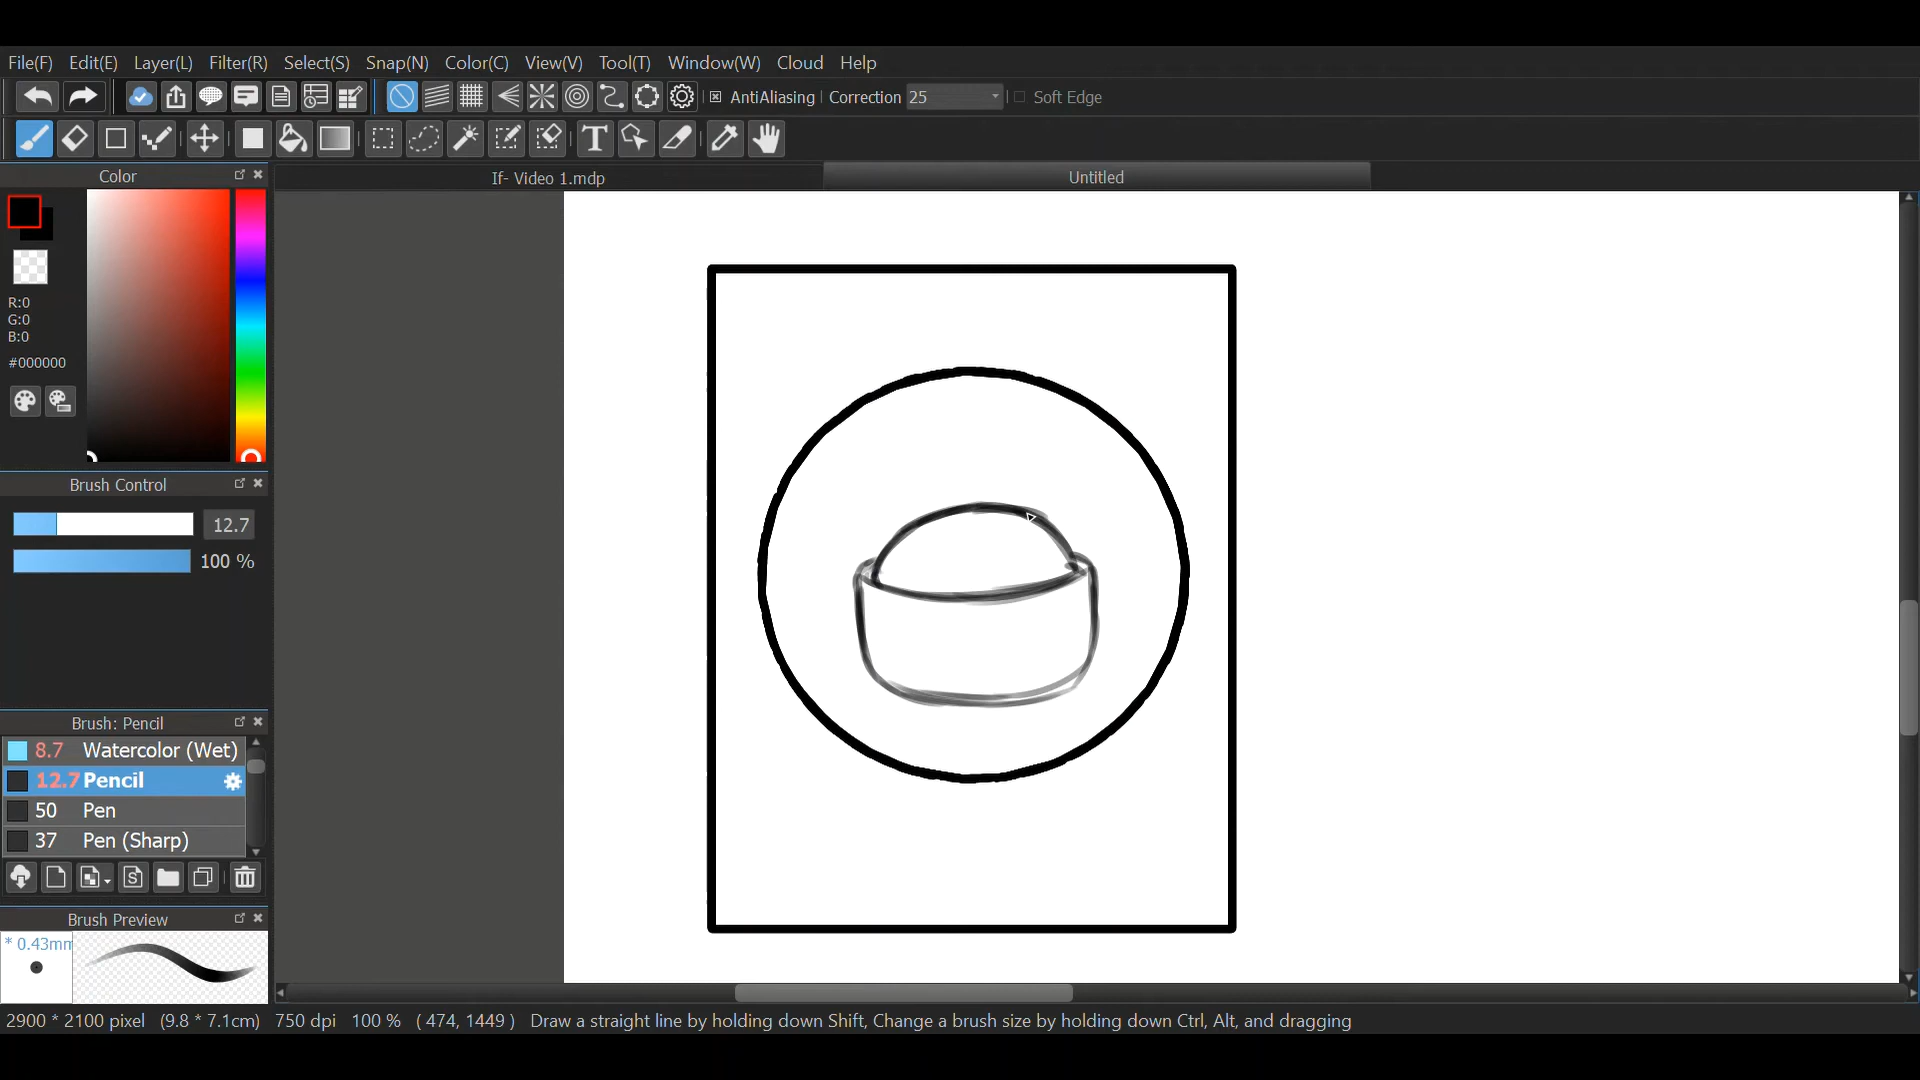 File(F) Edit(E) Layer(L) Filter(R) Select(S) Snap(N) Color(C) View(V) Tool(T) Window(W) Cloud Help
AntiAliasing Correction 25 Soft Edge
If- Video 1.mdp Untitled
Color
R:0
G:0
B:0
#000000
Brush Control
12.7
100 %
Brush: Pencil
8.7 Watercolor (Wet)
12.7 Pencil
50 Pen
37 Pen (Sharp)
Brush Preview
* 0.43mm
2900 * 2100 pixel (9.8 * 7.1cm) 750 dpi 100 % ( 474, 1449 ) Draw a straight line by holding down Shift, Change a brush size by holding down Ctrl, Alt, and dragging